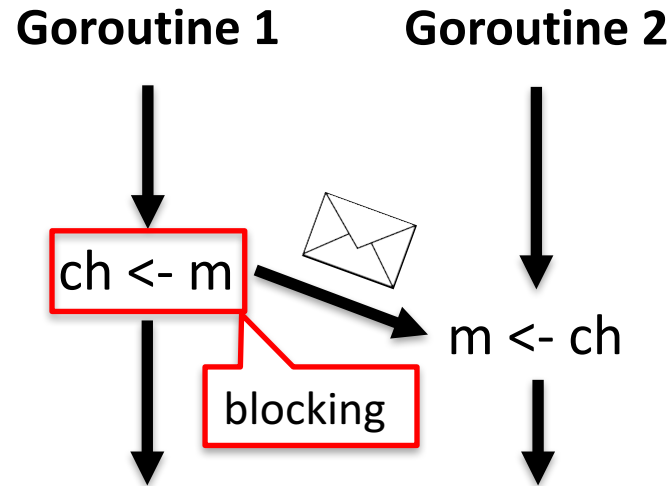 Goroutine 1
Goroutine 2
ch <- m
m <- ch
blocking